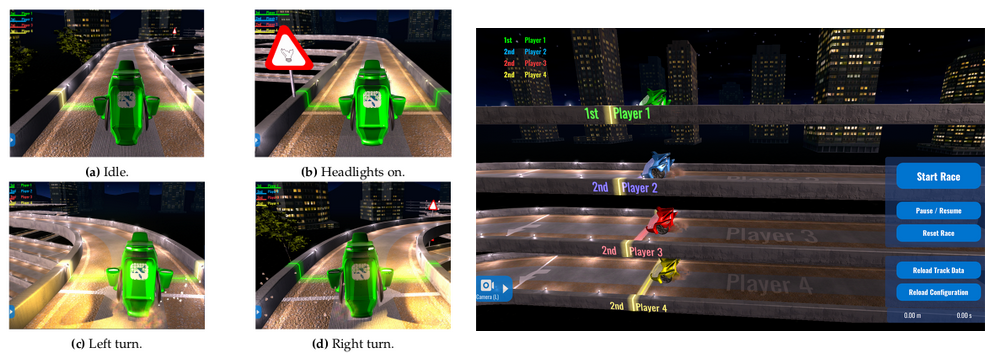 (a) Idle.
(b) Headlights on.
(c) Left turn.
(d) Right turn.
1st Player 1
2nd Player 2
2nd Player 3
2nd Player 4
1st Player 1
2nd Player 2
2nd Player 3
2nd Player 4
Player 3
Player 4
Start Race
Pause / Resume
Reset Race
Reload Track Data
Reload Configuration
0.00 m 0.00 s
Camera (L)